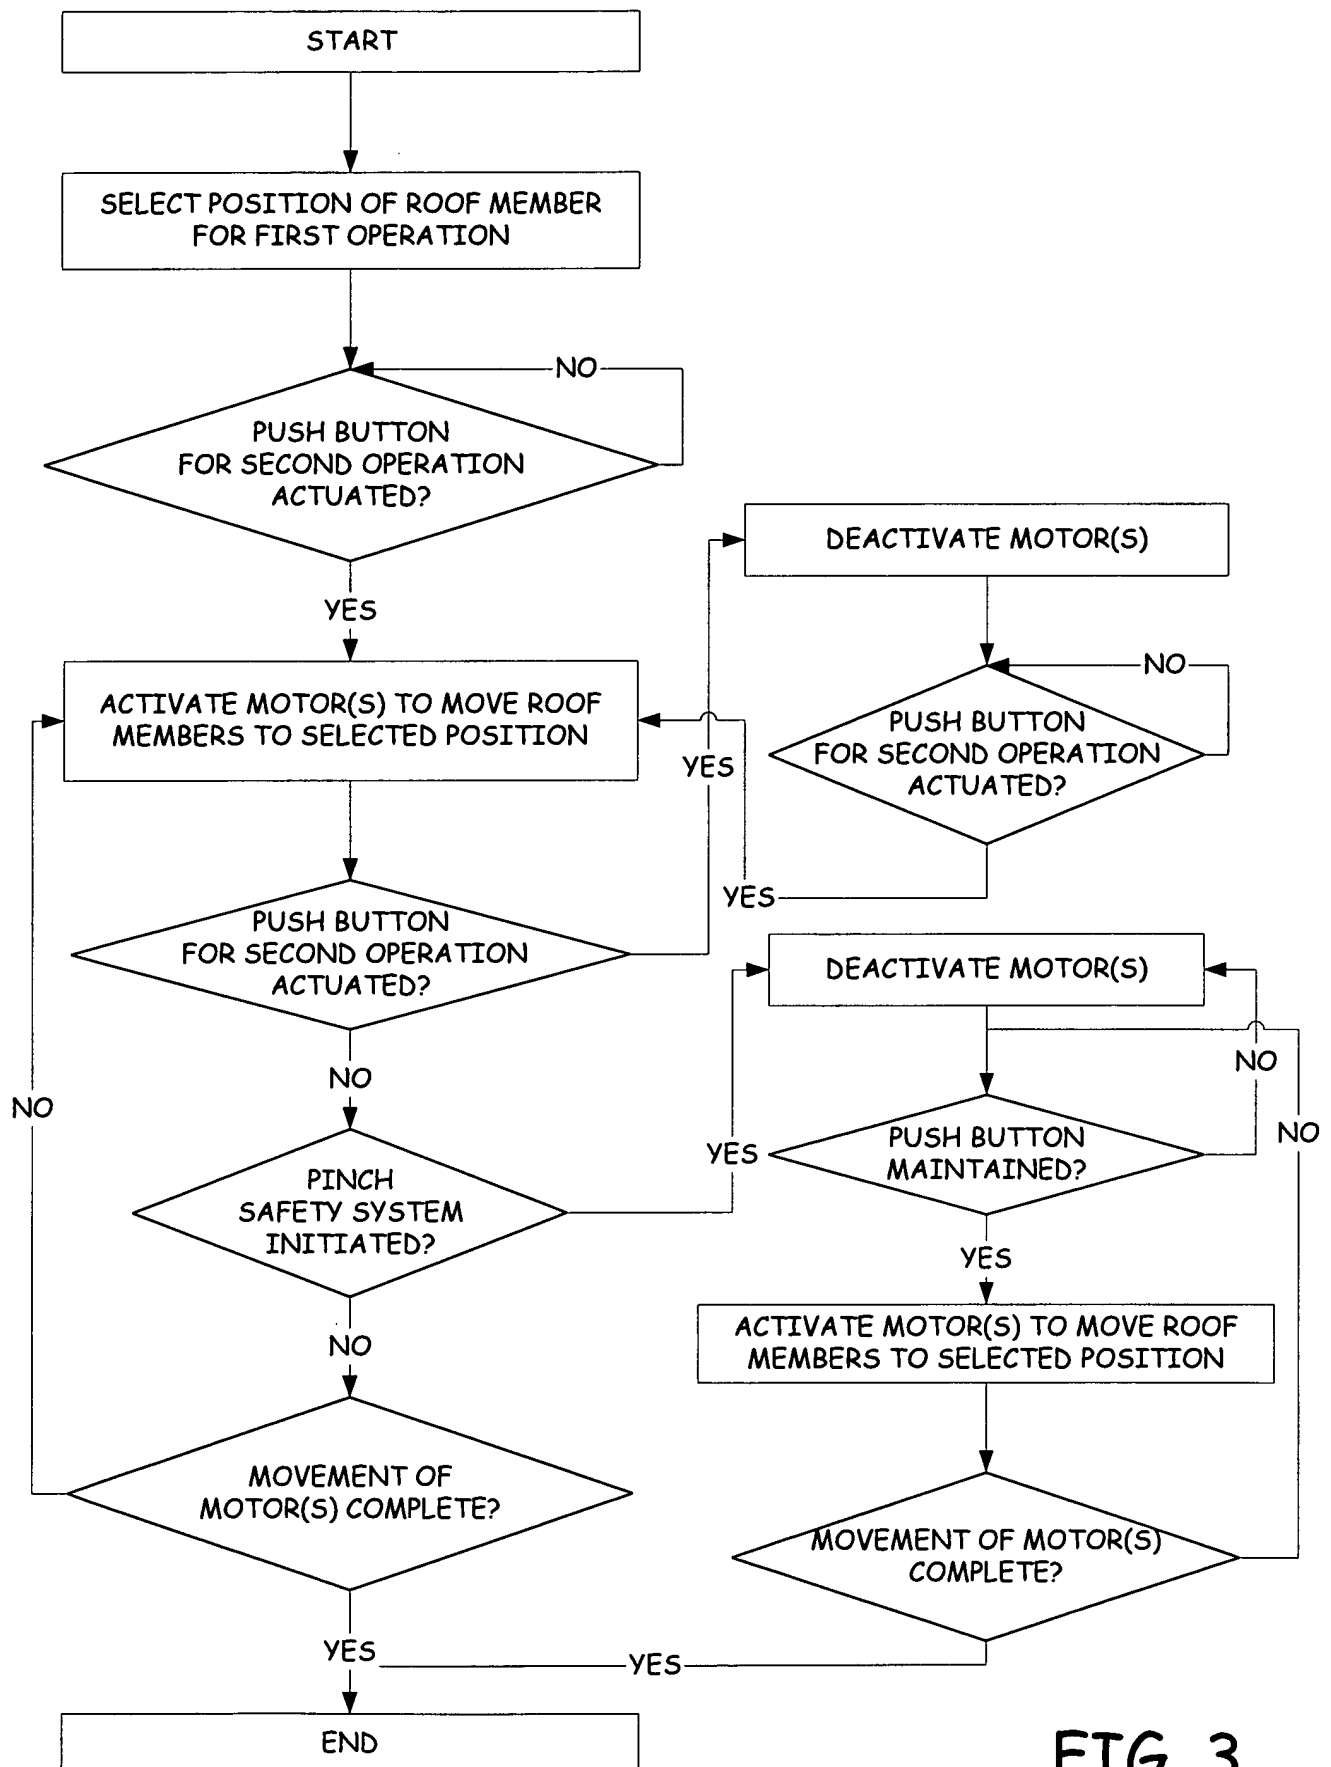 START
SELECT POSITION OF ROOF MEMBER
FOR FIRST OPERATION
NO
PUSH BUTTON
FOR SECOND OPERATION
ACTUATED?
YES
DEACTIVATE MOTOR(S)
NO
PUSH BUTTON
FOR SECOND OPERATION
ACTUATED?
YES
ACTIVATE MOTOR(S) TO MOVE ROOF
MEMBERS TO SELECTED POSITION
YES
PUSH BUTTON
FOR SECOND OPERATION
ACTUATED?
NO
DEACTIVATE MOTOR(S)
NO
NO
PUSH BUTTON
MAINTAINED?
YES
NO
PINCH
SAFETY SYSTEM
INITIATED?
YES
NO
ACTIVATE MOTOR(S) TO MOVE ROOF
MEMBERS TO SELECTED POSITION
MOVEMENT OF
MOTOR(S) COMPLETE?
MOVEMENT OF MOTOR(S)
COMPLETE?
YES
YES
END
FIG. 3